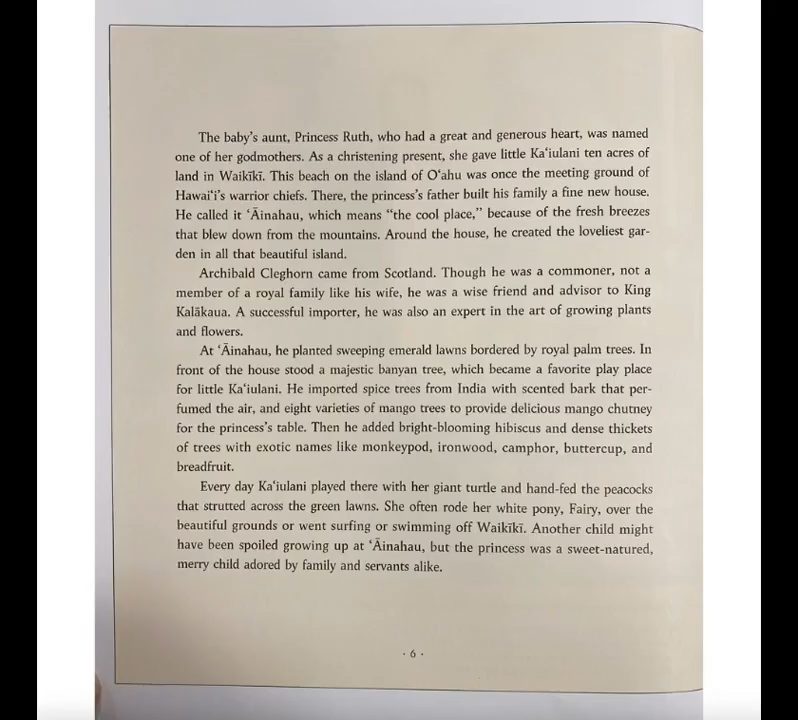 The baby's aunt, Princess Ruth, who had a great and generous heart, was named
one of her godmothers. As a christening present, she gave little Ka'iulani ten acres of
land in Waikīkī. This beach on the island of O'ahu was once the meeting ground of
Hawai'i's warrior chiefs. There, the princess's father built his family a fine new house.
He called it 'Āinahau, which means "the cool place," because of the fresh breezes
that blew down from the mountains. Around the house, he created the loveliest gar-
den in all that beautiful island.
Archibald Cleghorn came from Scotland. Though he was a commoner, not a
member of a royal family like his wife, he was a wise friend and advisor to King
Kalākaua. A successful importer, he was also an expert in the art of growing plants
and flowers.
At 'Āinahau, he planted sweeping emerald lawns bordered by royal palm trees. In
front of the house stood a majestic banyan tree, which became a favorite play place
for little Ka'iulani. He imported spice trees from India with scented bark that per-
fumed the air, and eight varieties of mango trees to provide delicious mango chutney
for the princess's table. Then he added bright-blooming hibiscus and dense thickets
of trees with exotic names like monkeypod, ironwood, camphor, buttercup, and
breadfruit.
Every day Ka'iulani played there with her giant turtle and hand-fed the peacocks
that strutted across the green lawns. She often rode her white pony, Fairy, over the
beautiful grounds or went surfing or swimming off Waikīkī. Another child might
have been spoiled growing up at 'Āinahau, but the princess was a sweet-natured,
merry child adored by family and servants alike.
· 6 ·